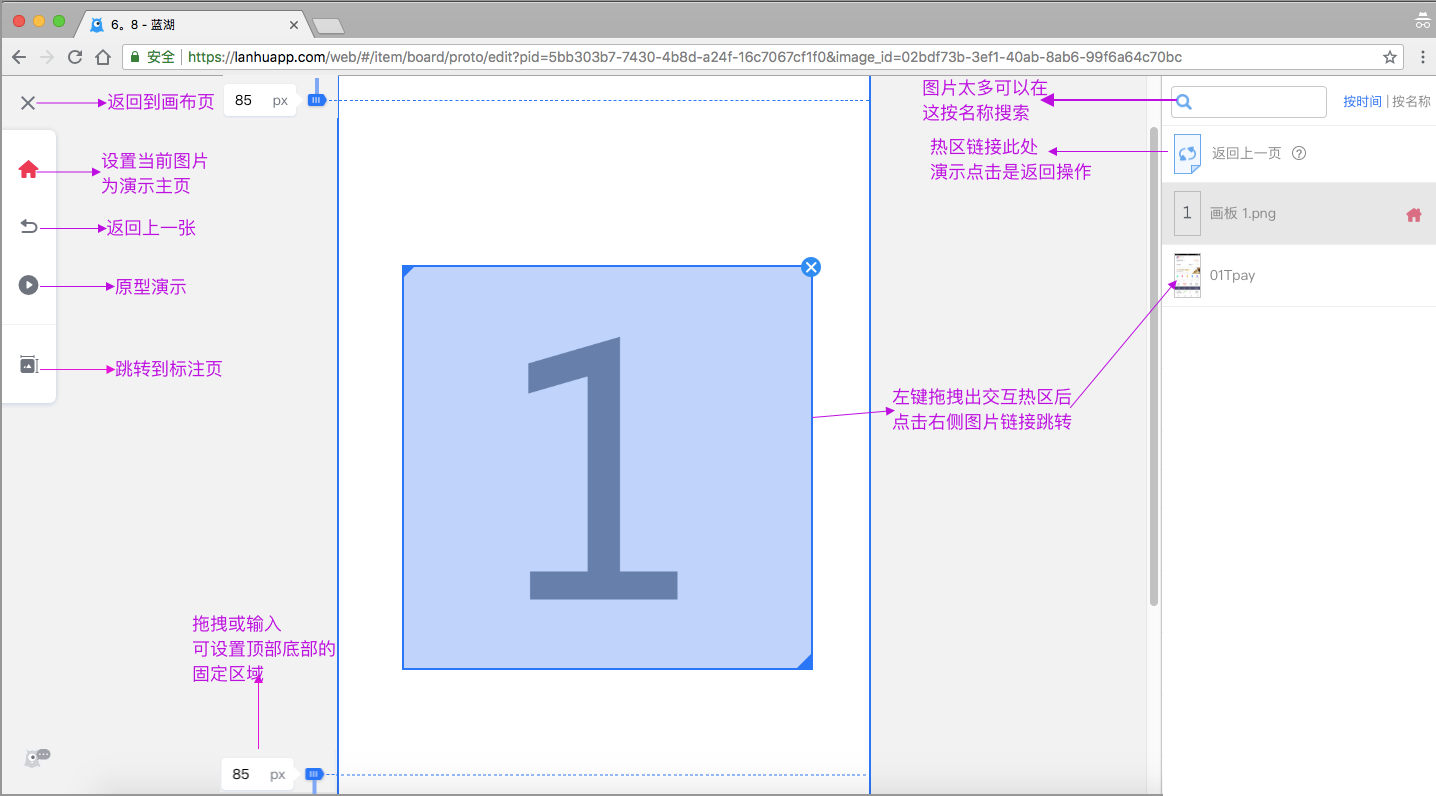 6。8 - 蓝湖
安全 https://lanhuapp.com/web/#/item/board/proto/edit?pid=5bb303b7-7430-4b8d-a24f-16c7067cf1f0&image_id=02bdf73b-3ef1-40ab-8ab6-99f6a64c70bc
返回到画布页
85 px
图片太多可以在
这按名称搜索
按时间 | 按名称
热区链接此处
演示点击是返回操作
返回上一页 ?
设置当前图片
为演示主页
1 画板 1.png
返回上一张
01Tpay
原型演示
跳转到标注页
1
左键拖拽出交互热区后
点击右侧图片链接跳转
拖拽或输入
可设置顶部底部的
固定区域
85 px